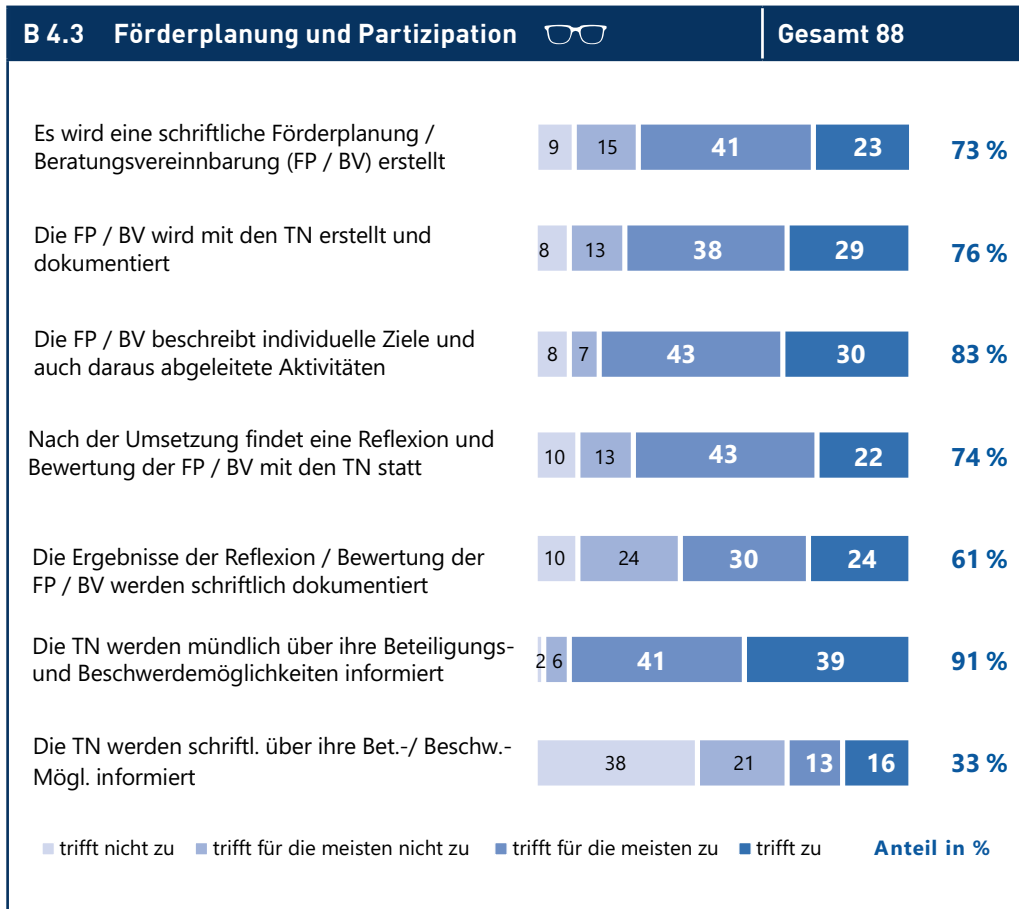 B 4.3 Förderplanung und Partizipation Gesamt 88
Es wird eine schriftliche Förderplanung /
Beratungsvereinnbarung (FP / BV) erstellt
9 15 41 23 73 %
Die FP / BV wird mit den TN erstellt und
dokumentiert
8 13 38 29 76 %
Die FP / BV beschreibt individuelle Ziele und
auch daraus abgeleitete Aktivitäten
8 7 43 30 83 %
Nach der Umsetzung findet eine Reflexion und
Bewertung der FP / BV mit den TN statt
10 13 43 22 74 %
Die Ergebnisse der Reflexion / Bewertung der
FP / BV werden schriftlich dokumentiert
10 24 30 24 61 %
Die TN werden mündlich über ihre Beteiligungs-
und Beschwerdemöglichkeiten informiert
2 6 41 39 91 %
Die TN werden schriftl. über ihre Bet.-/ Beschw.-
Mögl. informiert
38 21 13 16 33 %
trifft nicht zu trifft für die meisten nicht zu trifft für die meisten zu trifft zu Anteil in %